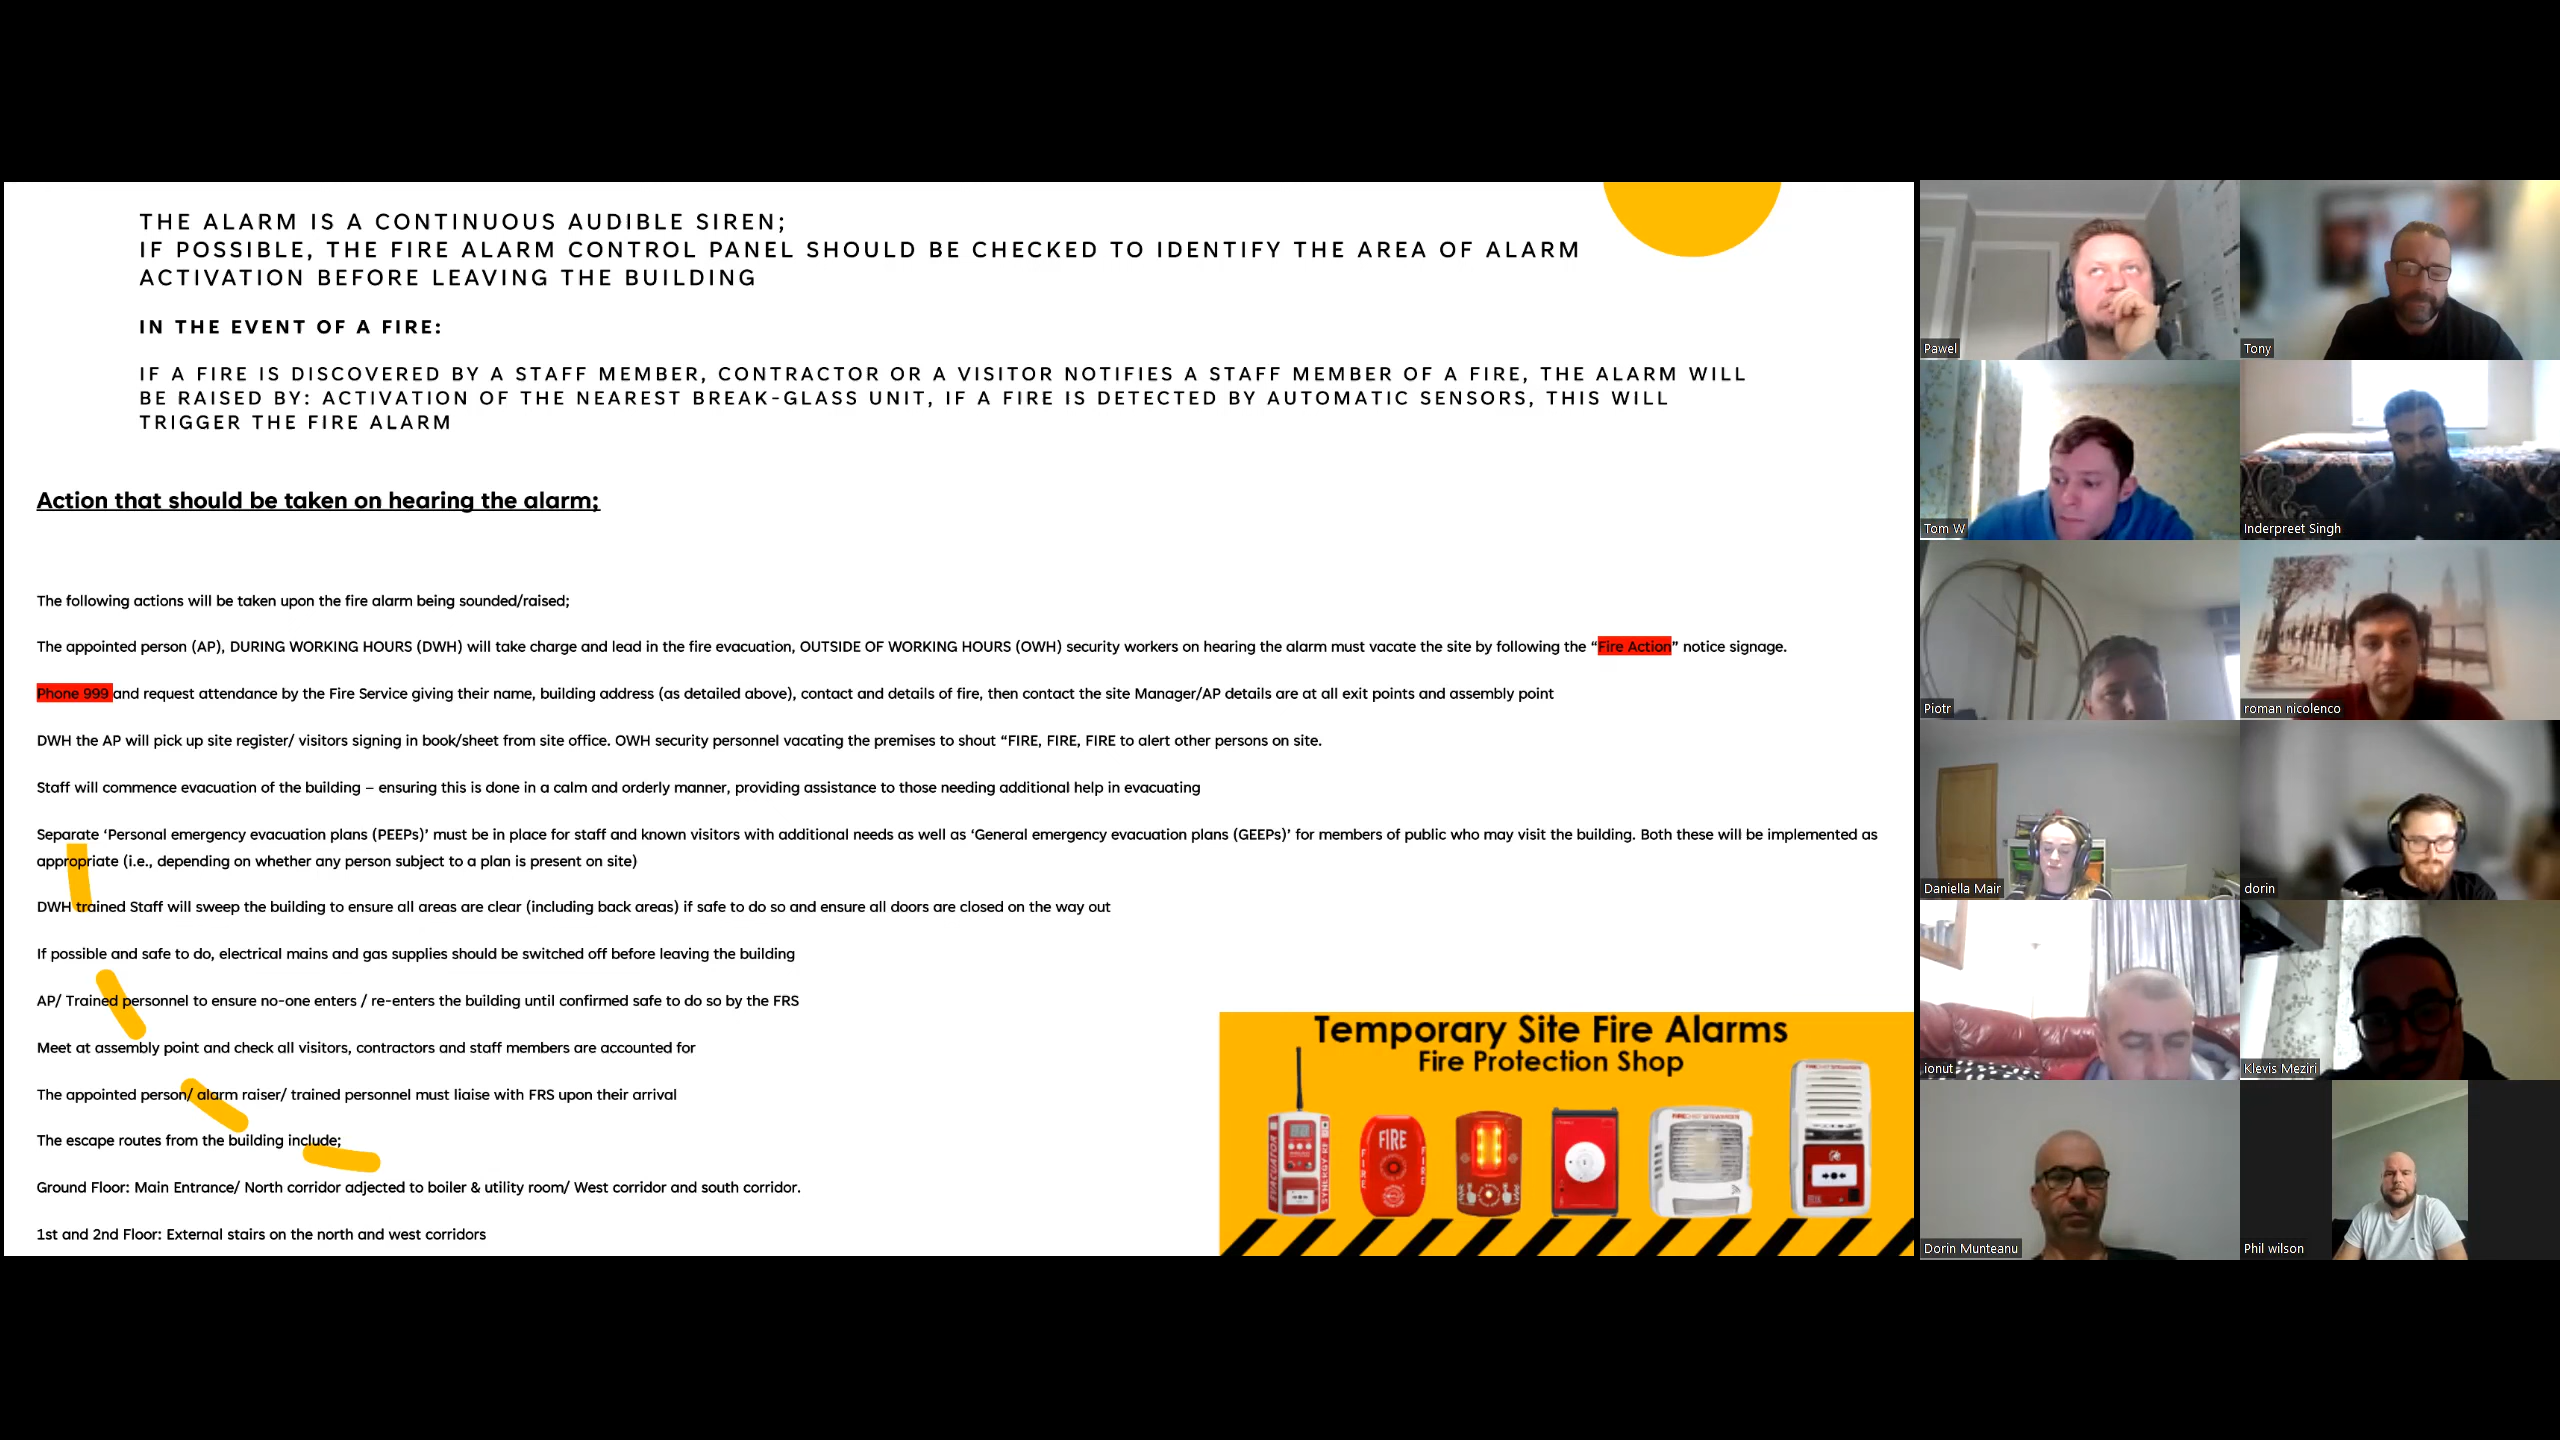 THE ALARM IS A CONTINUOUS AUDIBLE SIREN;
IF POSSIBLE, THE FIRE ALARM CONTROL PANEL SHOULD BE CHECKED TO IDENTIFY THE AREA OF ALARM
ACTIVATION BEFORE LEAVING THE BUILDING
IN THE EVENT OF A FIRE:
IF A FIRE IS DISCOVERED BY A STAFF MEMBER, CONTRACTOR OR A VISITOR NOTIFIES A STAFF MEMBER OF A FIRE, THE ALARM WILL
BE RAISED BY: ACTIVATION OF THE NEAREST BREAK-GLASS UNIT, IF A FIRE IS DETECTED BY AUTOMATIC SENSORS, THIS WILL
TRIGGER THE FIRE ALARM
Action that should be taken on hearing the alarm;
The following actions will be taken upon the fire alarm being sounded/raised;
The appointed person (AP), DURING WORKING HOURS (DWH) will take charge and lead in the fire evacuation, OUTSIDE OF WORKING HOURS (OWH) security workers on hearing the alarm must vacate the site by following the “Fire Action” notice signage.
Phone 999 and request attendance by the Fire Service giving their name, building address (as detailed above), contact and details of fire, then contact the site Manager/AP details are at all exit points and assembly point
DWH the AP will pick up site register/ visitors signing in book/sheet from site office. OWH security personnel vacating the premises to shout “FIRE, FIRE, FIRE to alert other persons on site.
Staff will commence evacuation of the building – ensuring this is done in a calm and orderly manner, providing assistance to those needing additional help in evacuating
Separate ‘Personal emergency evacuation plans (PEEPs)’ must be in place for staff and known visitors with additional needs as well as ‘General emergency evacuation plans (GEEPs)’ for members of public who may visit the building. Both these will be implemented as
appropriate (i.e., depending on whether any person subject to a plan is present on site)
DWH trained Staff will sweep the building to ensure all areas are clear (including back areas) if safe to do so and ensure all doors are closed on the way out
If possible and safe to do, electrical mains and gas supplies should be switched off before leaving the building
AP/ Trained personnel to ensure no-one enters / re-enters the building until confirmed safe to do so by the FRS
Meet at assembly point and check all visitors, contractors and staff members are accounted for
The appointed person/ alarm raiser/ trained personnel must liaise with FRS upon their arrival
The escape routes from the building include;
Ground Floor: Main Entrance/ North corridor adjected to boiler & utility room/ West corridor and south corridor.
1st and 2nd Floor: External stairs on the north and west corridors
Temporary Site Fire Alarms
Fire Protection Shop
EVACUATOR
SYNERGY RF
FIRE
FIRE
FIRE
Pawel
Tony
Tom W
Inderpreet Singh
Piotr
roman nicolenco
Daniella Mair
dorin
ionut
Klevis Meziri
Dorin Munteanu
Phil wilson